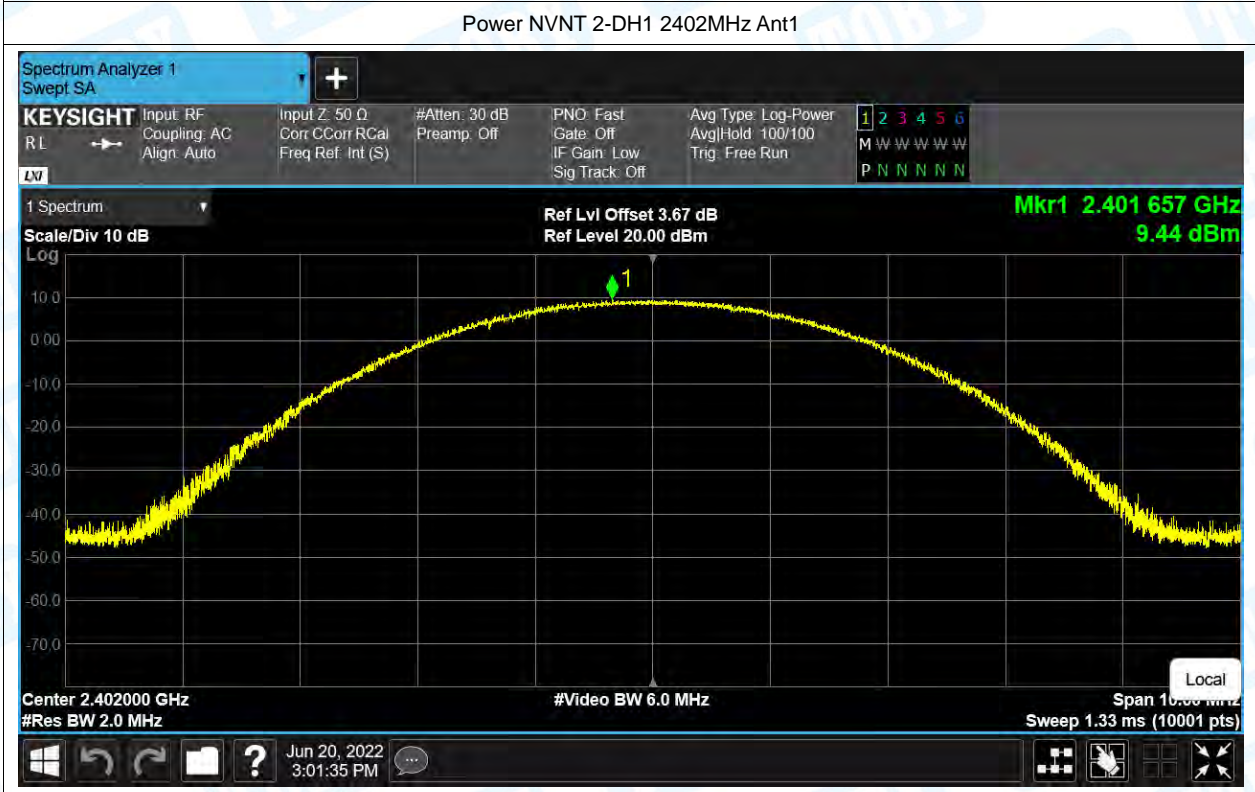 Power NVNT 2-DH1 2402MHz Ant1
Spectrum Analyzer 1
Swept SA
+
KEYSIGHT
R L
LXI
Input: RF
Coupling: AC
Align: Auto
Input Z: 50 Ω
Corr CCorr RCal
Freq Ref: Int (S)
#Atten: 30 dB
Preamp: Off
PNO: Fast
Gate: Off
IF Gain: Low
Sig Track: Off
Avg Type: Log-Power
Avg|Hold: 100/100
Trig: Free Run
1 2 3 4 5 6
M W W W W W
P N N N N N
1 Spectrum
Scale/Div 10 dB
Ref Lvl Offset 3.67 dB
Ref Level 20.00 dBm
Mkr1 2.401 657 GHz
9.44 dBm
Log
1
10.0
0.00
-10.0
-20.0
-30.0
-40.0
-50.0
-60.0
-70.0
Local
Center 2.402000 GHz
#Video BW 6.0 MHz
Span 10.00 MHz
#Res BW 2.0 MHz
Sweep 1.33 ms (10001 pts)
?
Jun 20, 2022
3:01:35 PM